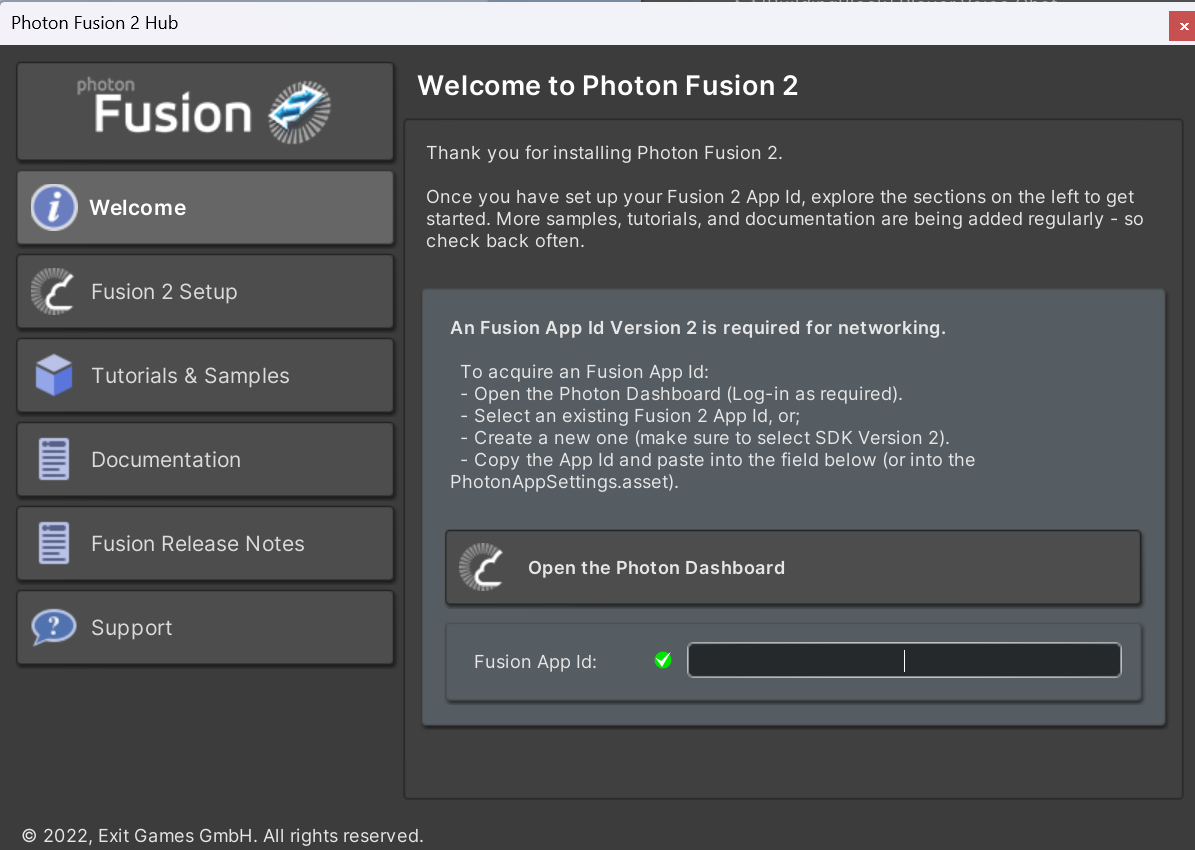 Photon Fusion 2 Hub
x
photon
Fusion
Welcome
Fusion 2 Setup
Tutorials & Samples
Documentation
Fusion Release Notes
Support
Welcome to Photon Fusion 2
Thank you for installing Photon Fusion 2.
Once you have set up your Fusion 2 App Id, explore the sections on the left to get
started. More samples, tutorials, and documentation are being added regularly - so
check back often.
An Fusion App Id Version 2 is required for networking.
To acquire an Fusion App Id:
- Open the Photon Dashboard (Log-in as required).
- Select an existing Fusion 2 App Id, or;
- Create a new one (make sure to select SDK Version 2).
- Copy the App Id and paste into the field below (or into the
PhotonAppSettings.asset).
Open the Photon Dashboard
Fusion App Id:
© 2022, Exit Games GmbH. All rights reserved.